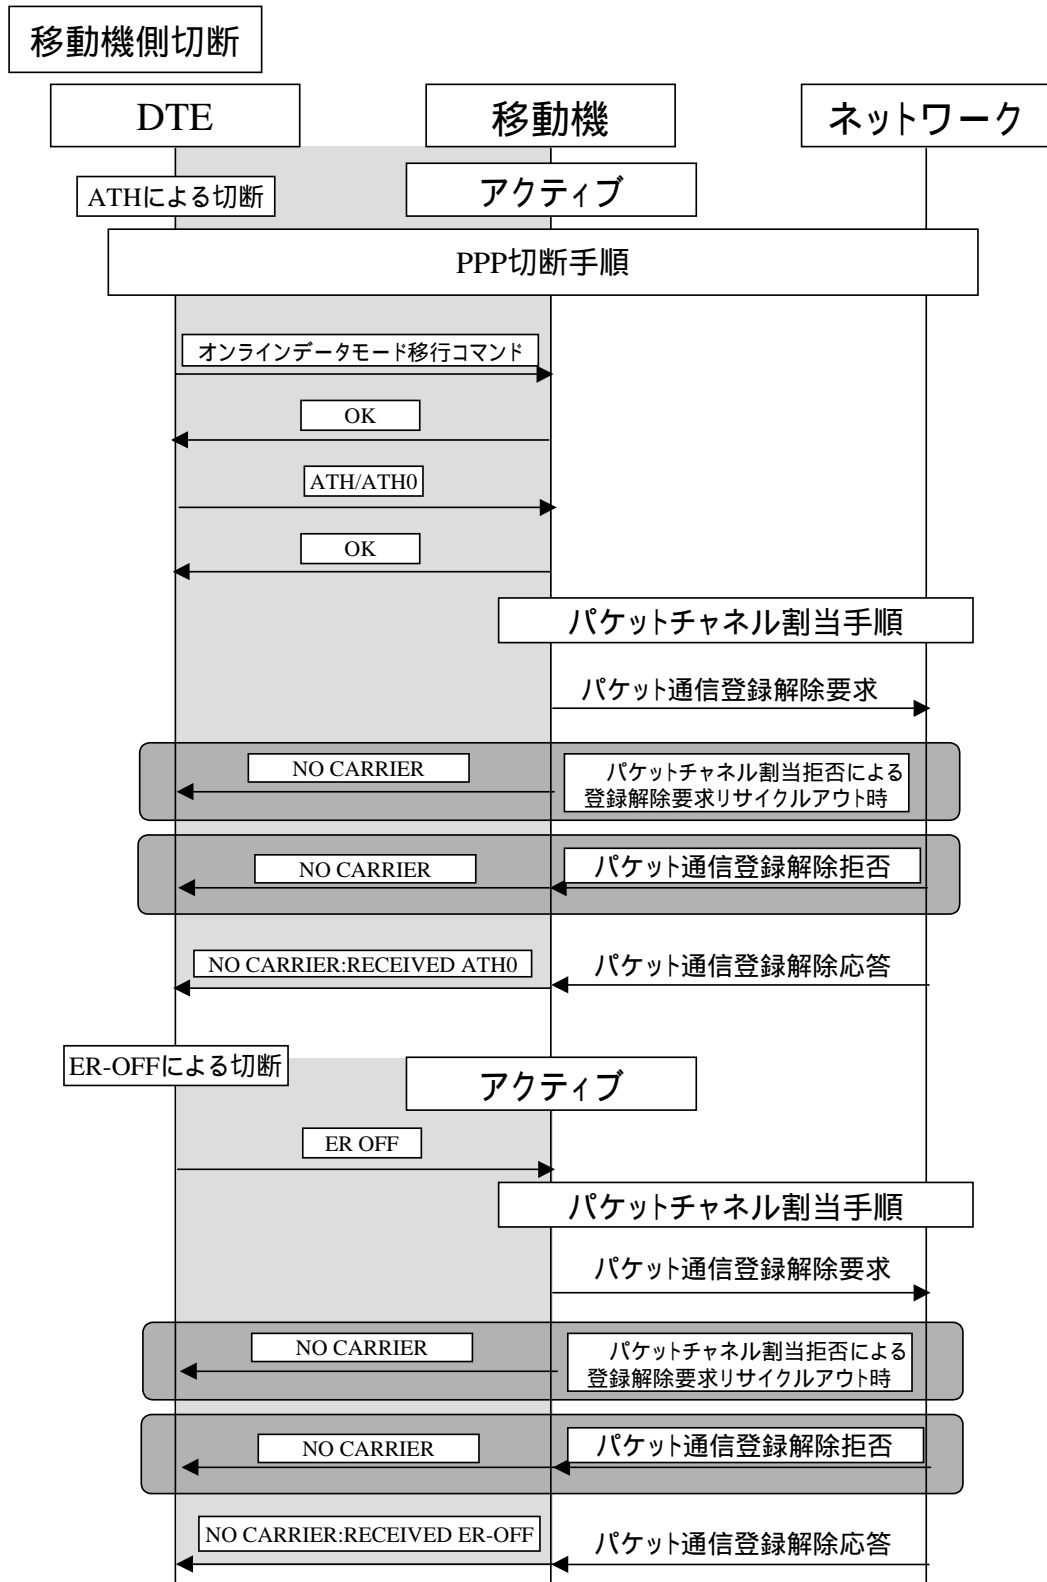 移動機側切断
DTE
移動機
ネットワーク
ATHによる切断
アクティブ
PPP切断手順
オンラインデータモード移行コマンド
OK
ATH/ATH0
OK
パケットチャネル割当手順
パケット通信登録解除要求
NO CARRIER
パケットチャネル割当拒否による
登録解除要求リサイクルアウト時
NO CARRIER
パケット通信登録解除拒否
NO CARRIER:RECEIVED ATH0
パケット通信登録解除応答
ER-OFFによる切断
アクティブ
ER OFF
パケットチャネル割当手順
パケット通信登録解除要求
NO CARRIER
パケットチャネル割当拒否による
登録解除要求リサイクルアウト時
NO CARRIER
パケット通信登録解除拒否
NO CARRIER:RECEIVED ER-OFF
パケット通信登録解除応答